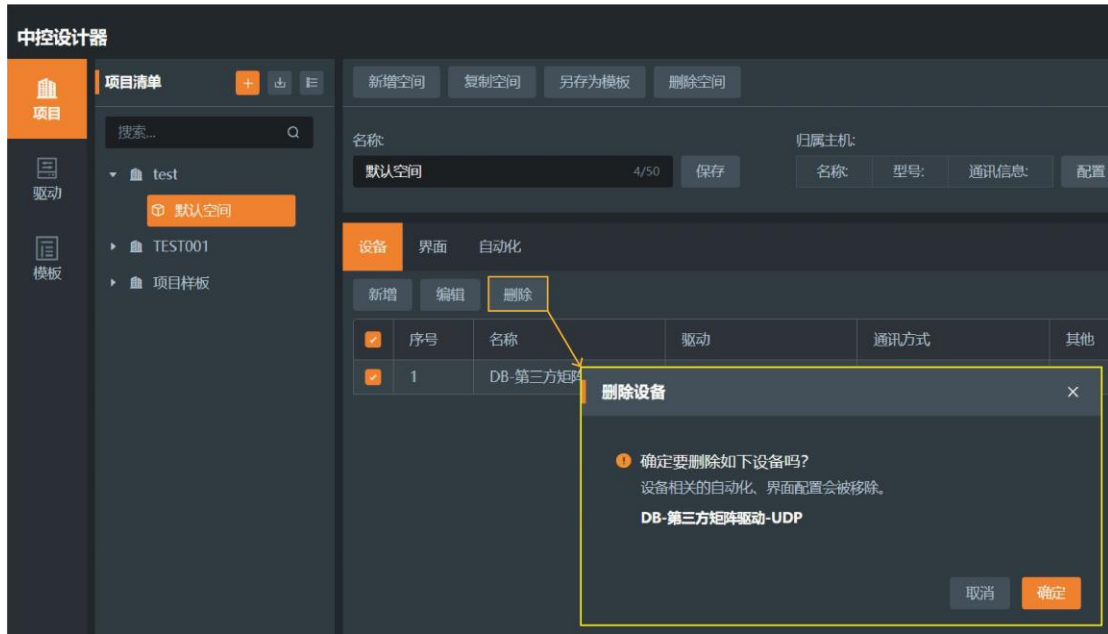 中控设计器
项目
驱动
模板
项目清单
搜索...
test
默认空间
TEST001
项目样板
新增空间 复制空间 另存为模板 删除空间
名称: 归属主机:
默认空间 4/50 保存 名称: 型号: 通讯信息: 配置
设备 界面 自动化
新增 编辑 删除
序号 名称 驱动 通讯方式 其他
1 DB-第三方矩阵
删除设备
确定要删除如下设备吗?
设备相关的自动化、界面配置会被移除。
DB-第三方矩阵驱动-UDP
取消 确定